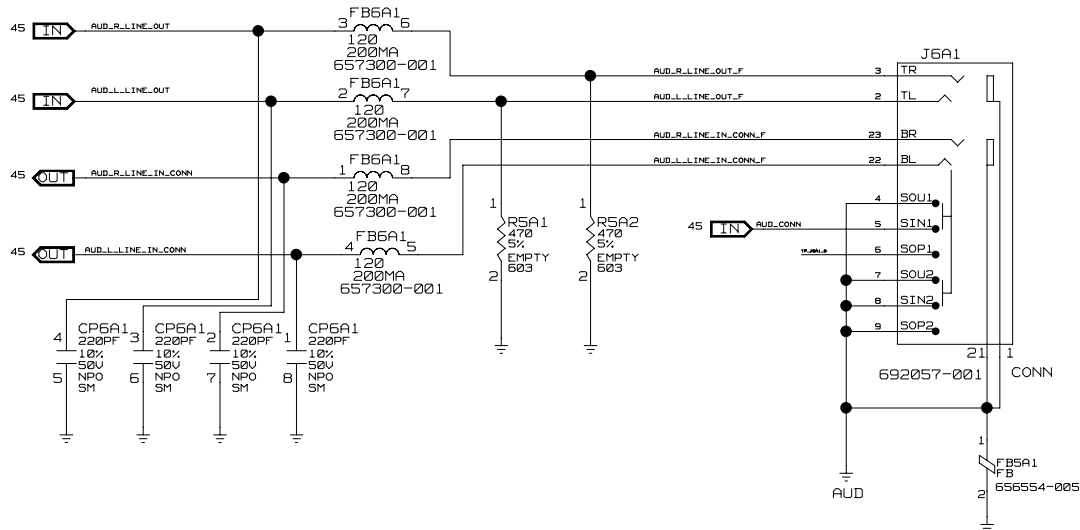 45 IN AUD_R_LINE_OUT
3 FB6A1 6
120
200MA
657300-001
45 IN AUD_L_LINE_OUT
2 FB6A1 7
120
200MA
657300-001
45 OUT AUD_R_LINE_IN_CONN
1 FB6A1 8
120
200MA
657300-001
45 OUT AUD_L_LINE_IN_CONN
4 FB6A1 5
120
200MA
657300-001
J6A1
AUD_R_LINE_OUT_F 3 TR
AUD_L_LINE_OUT_F 2 TL
AUD_R_LINE_IN_CONN_F 23 BR
AUD_L_LINE_IN_CONN_F 22 BL
4 SOU1
45 IN AUD_CONN 5 SIN1
6 SOP1
7 SOU2
8 SIN2
9 SOP2
21 1
692057-001 CONN
1
R5A1
470
5%
EMPTY
603
2
1
R5A2
470
5%
EMPTY
603
2
4 CP6A1
220PF
10%
50V
NPO
SM
5
3 CP6A1
220PF
10%
50V
NPO
SM
6
2 CP6A1
220PF
10%
50V
NPO
SM
7
1 CP6A1
220PF
10%
50V
NPO
SM
8
AUD
1
FB5A1
FB
656554-005
2